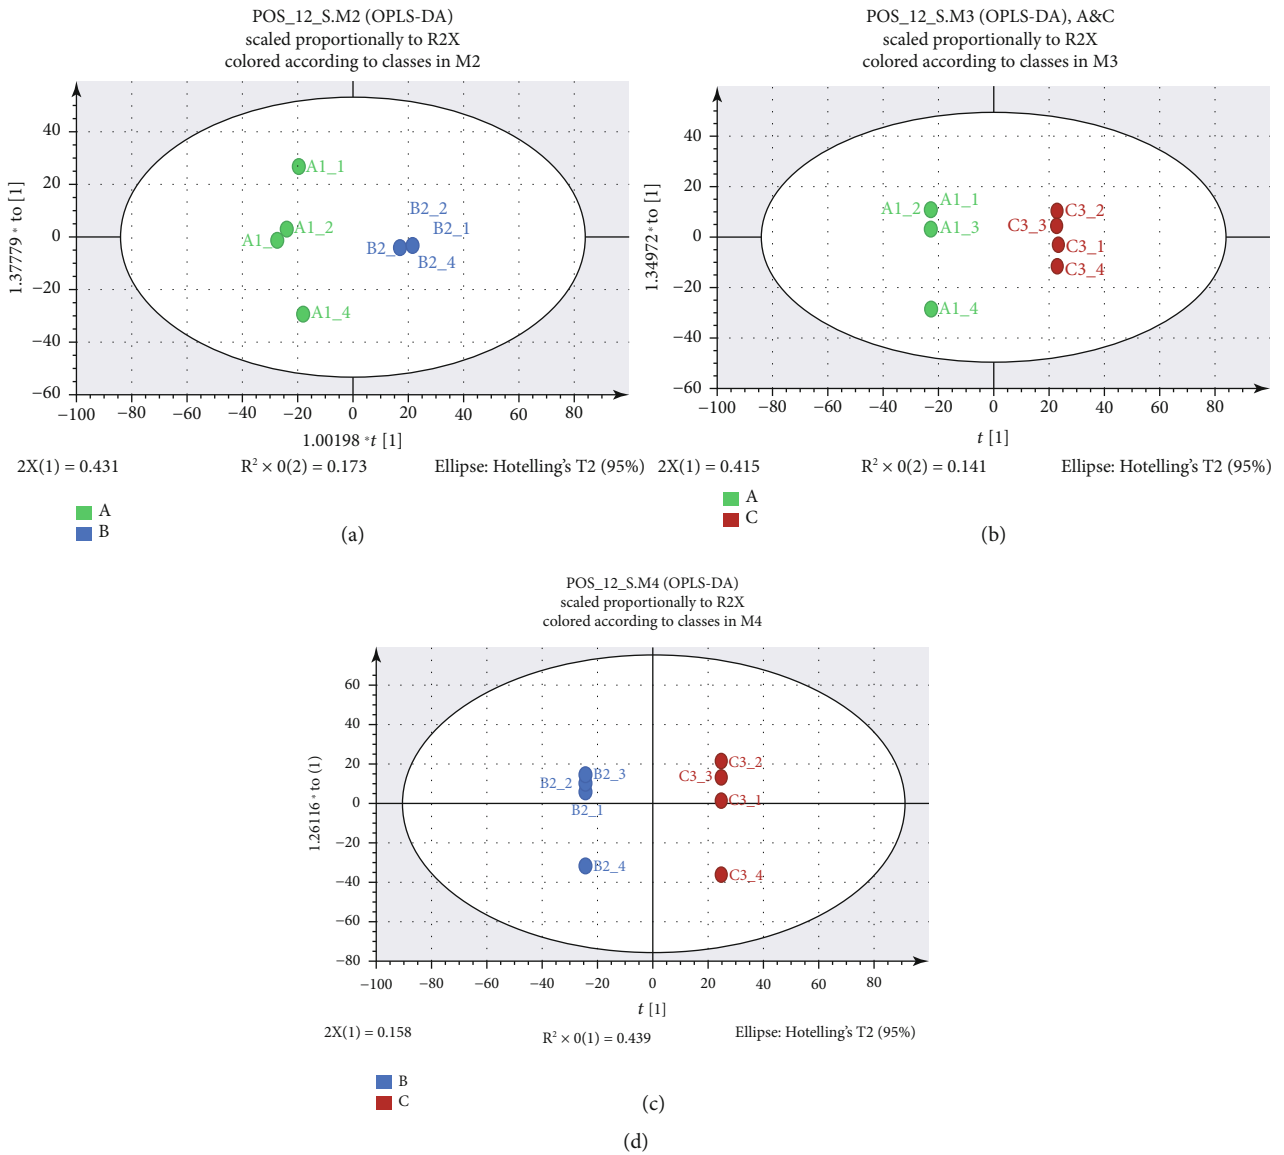 POS_12_S.M2 (OPLS-DA)
scaled proportionally to R2X
colored according to classes in M2
1.37779 * to [1]
40
20
0
−20
−40
−60
A1_1
A1_2
A1_
A1_4
B2_2
B2_1
B2_
B2_4
−100
−80
−60
−40
−20
0
20
40
60
80
1.00198 *t [1]
2X(1) = 0.431
R² × 0(2) = 0.173
Ellipse: Hotelling's T2 (95%)
A
B
(a)
POS_12_S.M3 (OPLS-DA), A&C
scaled proportionally to R2X
colored according to classes in M3
1.34972 * to [1]
40
20
0
−20
−40
−60
A1_1
A1_2
A1_3
A1_4
C3_2
C3_3
C3_1
C3_4
−100
−80
−60
−40
−20
0
20
40
60
80
t [1]
2X(1) = 0.415
R² × 0(2) = 0.141
Ellipse: Hotelling's T2 (95%)
A
C
(b)
POS_12_S.M4 (OPLS-DA)
scaled proportionally to R2X
colored according to classes in M4
1.26116 * to (1)
60
40
20
0
−20
−40
−60
−80
B2_3
B2_2
B2_1
B2_4
C3_2
C3_3
C3_1
C3_4
−100
−80
−60
−40
−20
0
20
40
60
80
t [1]
2X(1) = 0.158
R² × 0(1) = 0.439
Ellipse: Hotelling's T2 (95%)
B
C
(c)
(d)